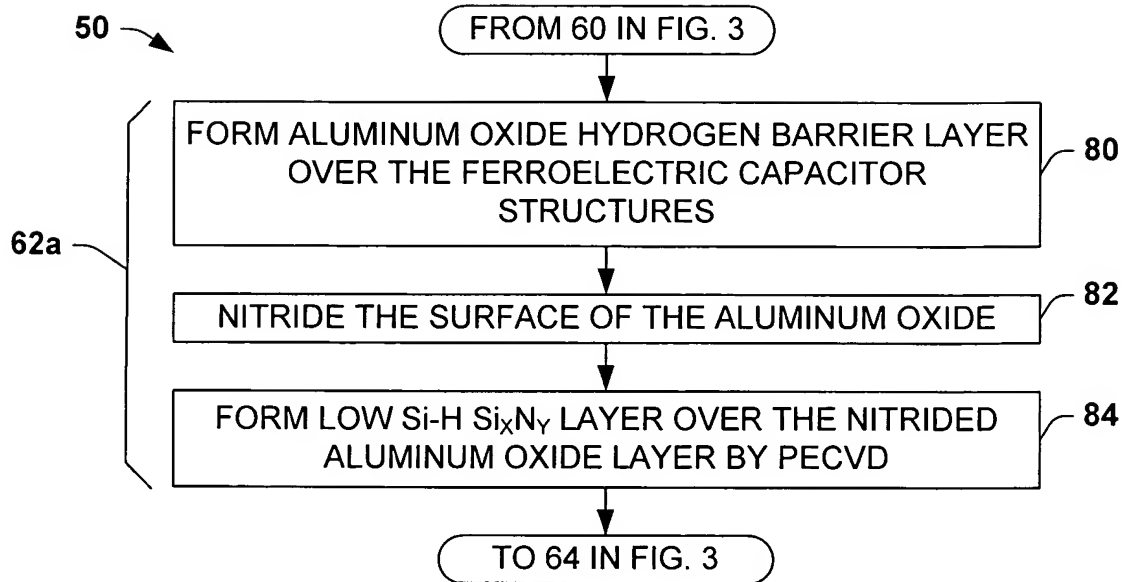 50
FROM 60 IN FIG. 3
FORM ALUMINUM OXIDE HYDROGEN BARRIER LAYER
OVER THE FERROELECTRIC CAPACITOR
STRUCTURES
80
62a
NITRIDE THE SURFACE OF THE ALUMINUM OXIDE
82
FORM LOW Si-H SiXNY LAYER OVER THE NITRIDED
ALUMINUM OXIDE LAYER BY PECVD
84
TO 64 IN FIG. 3